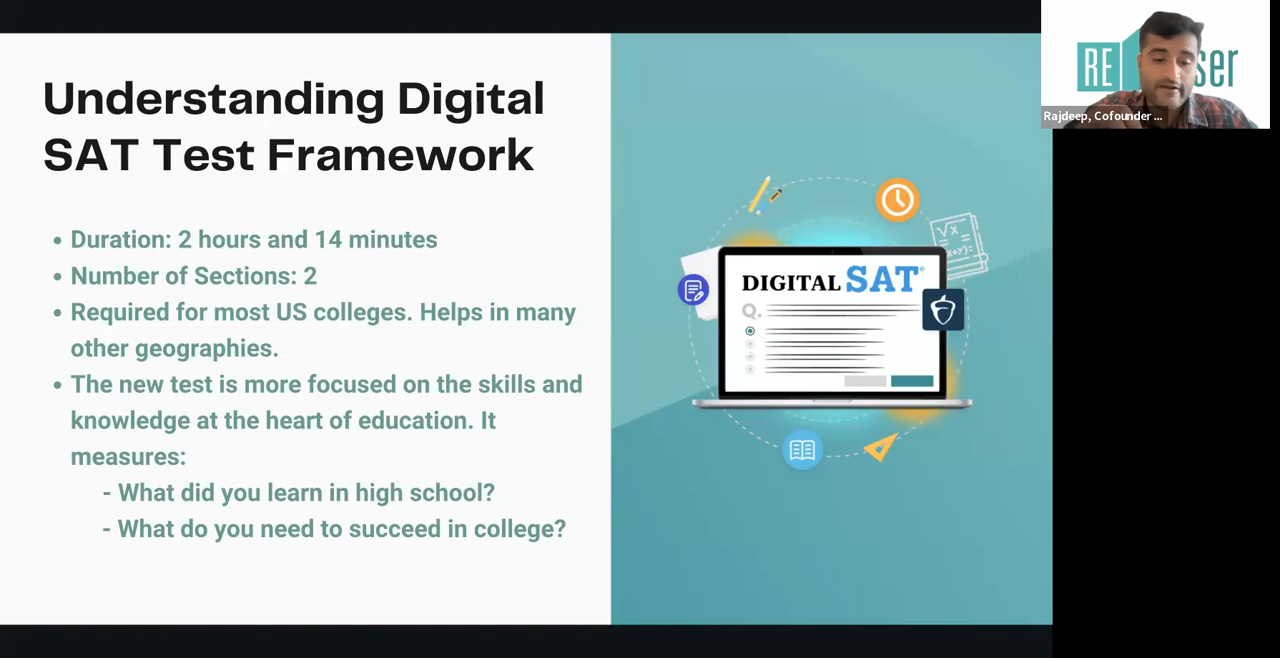 Understanding Digital
SAT Test Framework
• Duration: 2 hours and 14 minutes
• Number of Sections: 2
• Required for most US colleges. Helps in many
other geographies.
• The new test is more focused on the skills and
knowledge at the heart of education. It
measures:
- What did you learn in high school?
- What do you need to succeed in college?
DIGITAL SAT®
Q.
√x
RE ser
Rajdeep, Cofounder ...